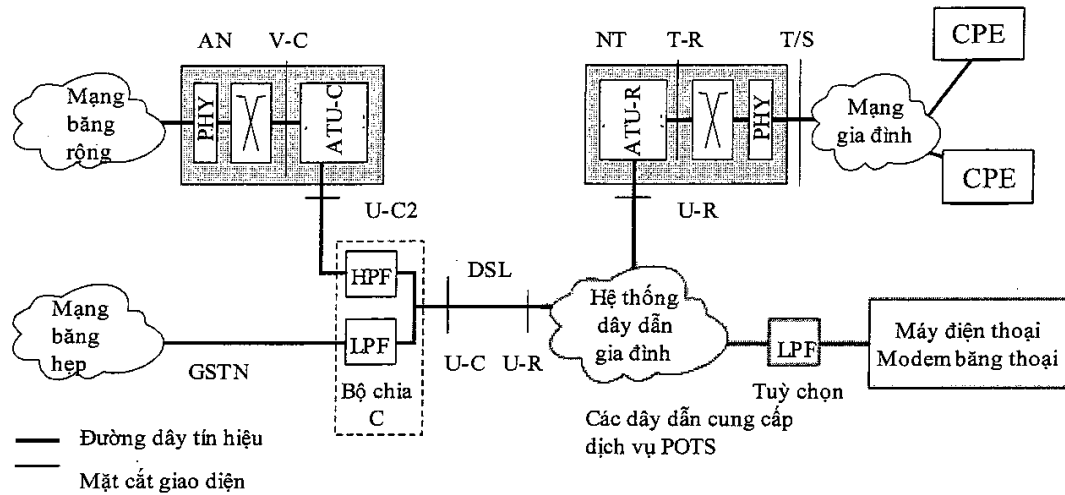 AN
V-C
NT
T-R
T/S
CPE
Mạng
băng
rộng
PHY
ATU-C
ATU-R
PHY
Mạng
gia đình
CPE
U-C2
U-R
HPF
DSL
Hệ thống
dây dẫn
gia đình
Mạng
băng
hẹp
GSTN
LPF
U-C
U-R
LPF
Máy điện thoại
Modem băng thoại
Bộ chia
C
Tuỳ chọn
Các dây dẫn cung cấp
dịch vụ POTS
Đường dây tín hiệu
Mặt cắt giao diện